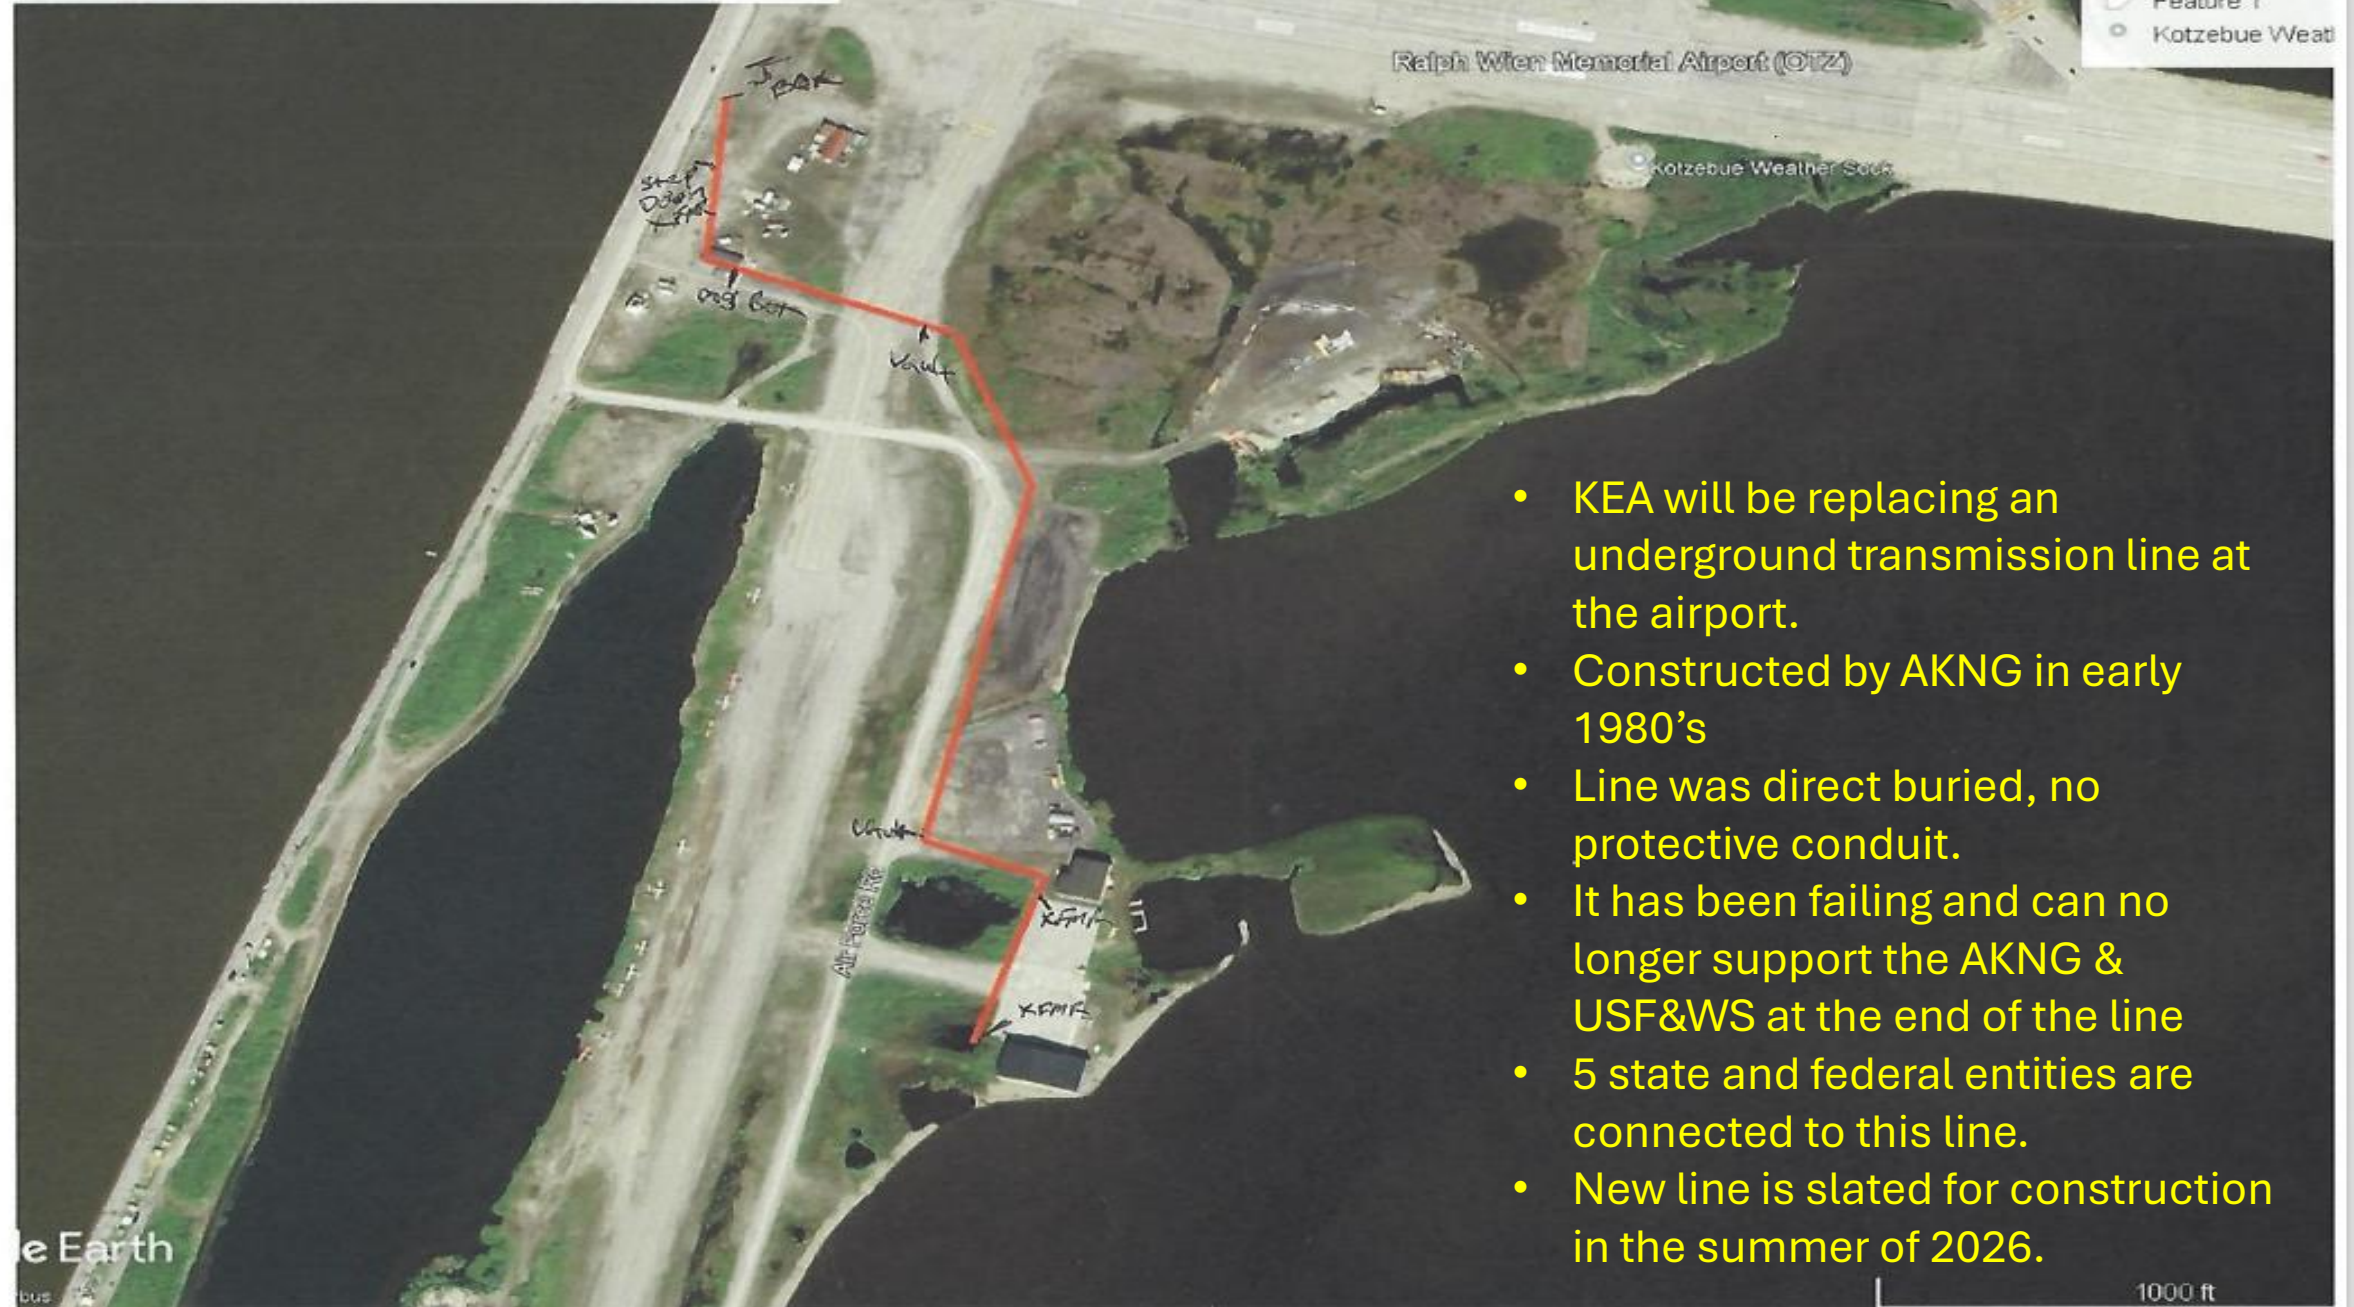 Feature 1
Kotzebue Weat
Ralph Wien Memorial Airport (OTZ)
Kotzebue Weather Sock
J BAR
Step
Down
Vault
XFMR
XFMR
Air Force Rd
• KEA will be replacing an
underground transmission line at
the airport.
• Constructed by AKNG in early
1980’s
• Line was direct buried, no
protective conduit.
• It has been failing and can no
longer support the AKNG &
USF&WS at the end of the line
• 5 state and federal entities are
connected to this line.
• New line is slated for construction
in the summer of 2026.
le Earth
bus
1000 ft